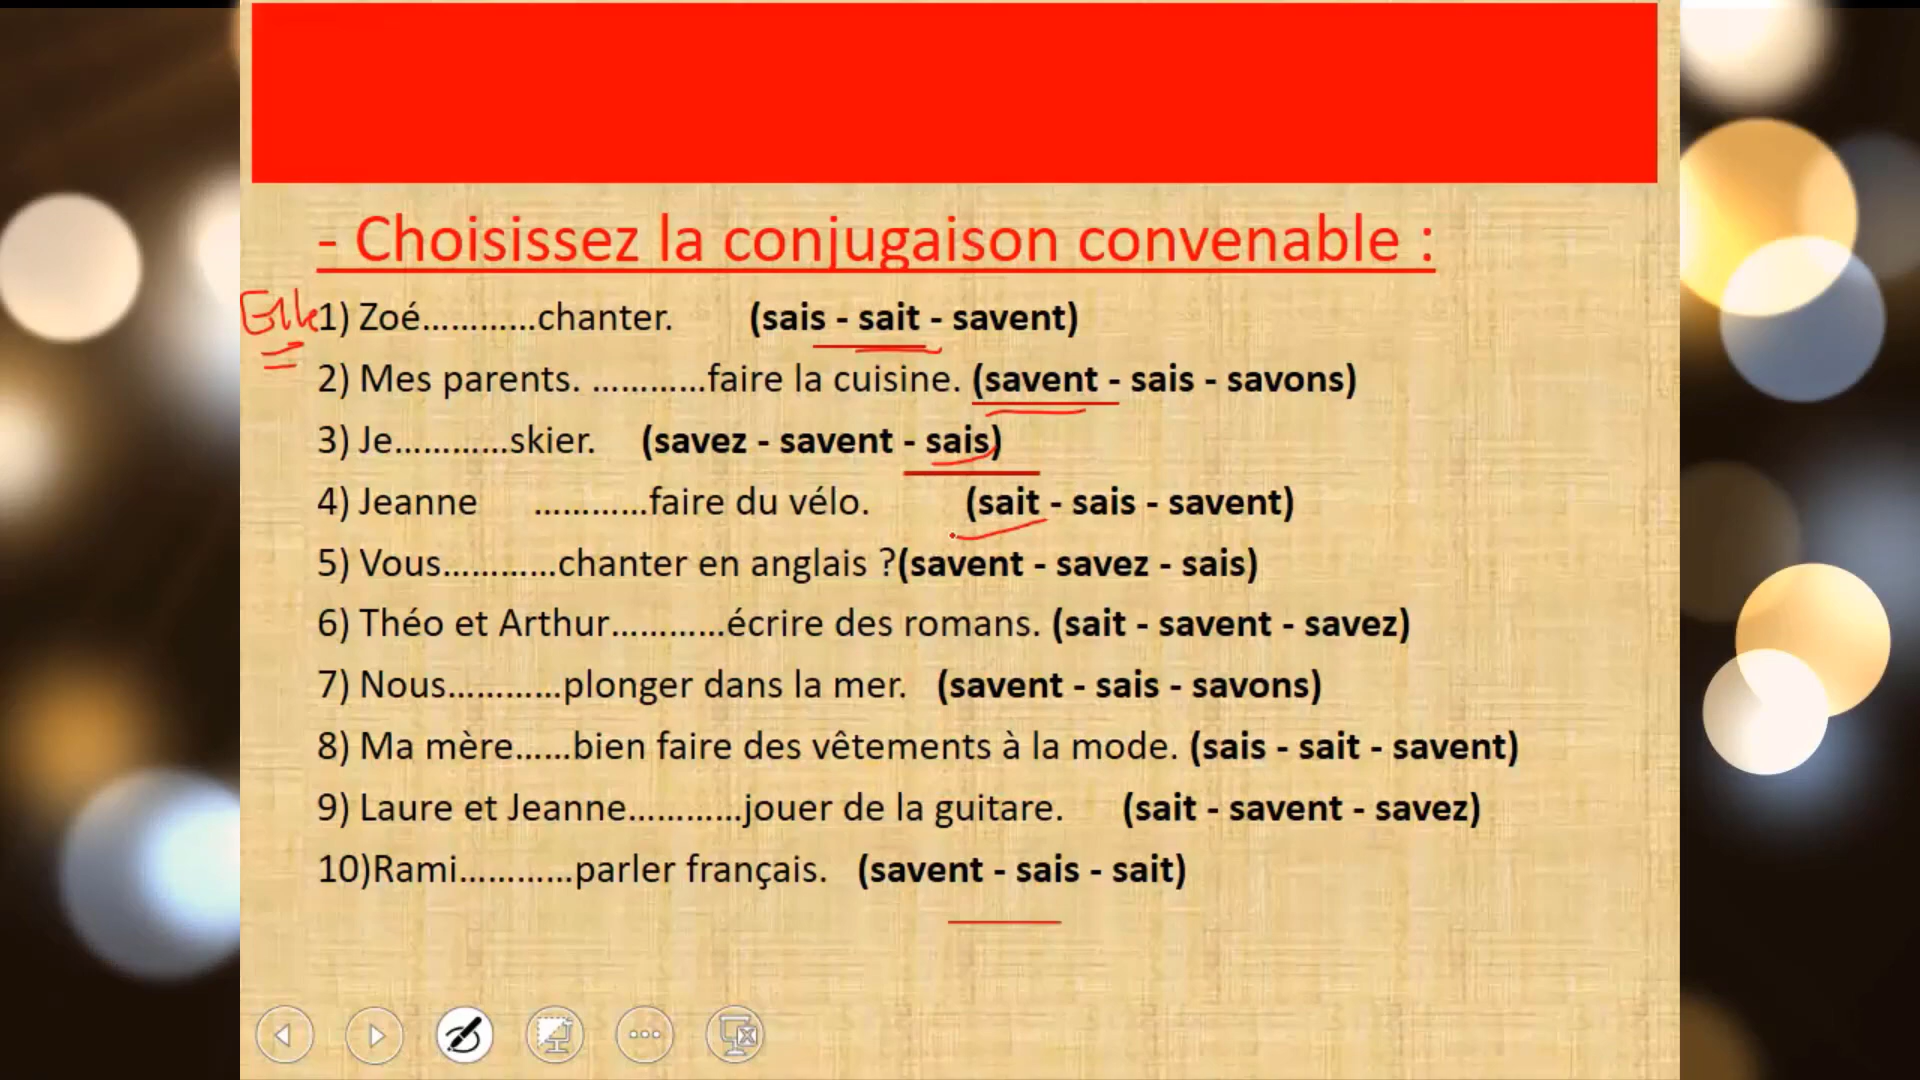 - Choisissez la conjugaison convenable :
Elle
1) Zoé............chanter. (sais - sait - savent)
2) Mes parents. ............faire la cuisine. (savent - sais - savons)
3) Je............skier. (savez - savent - sais)
4) Jeanne ............faire du vélo. (sait - sais - savent)
5) Vous............chanter en anglais ?(savent - savez - sais)
6) Théo et Arthur............écrire des romans. (sait - savent - savez)
7) Nous............plonger dans la mer. (savent - sais - savons)
8) Ma mère......bien faire des vêtements à la mode. (sais - sait - savent)
9) Laure et Jeanne............jouer de la guitare. (sait - savent - savez)
10)Rami............parler français. (savent - sais - sait)